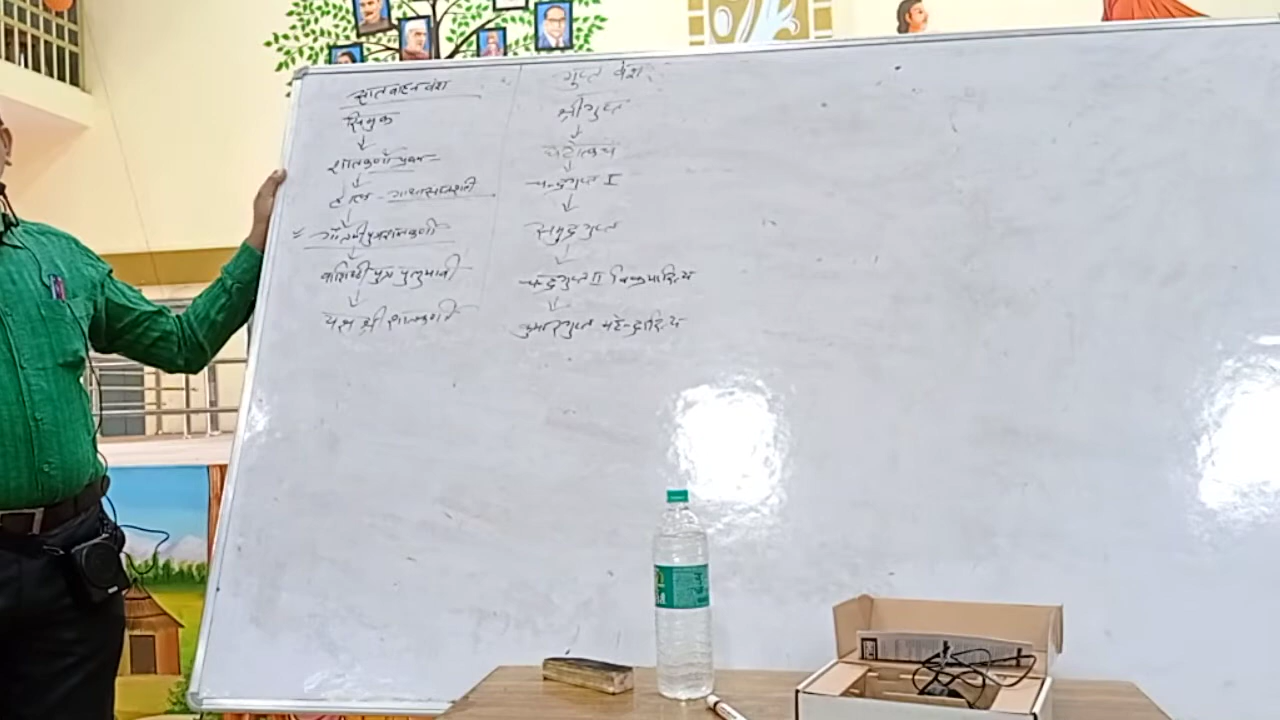 सातवाहन वंश
सिमुक
↓
शातकर्णी प्रथम
↓
हाल - गाथासप्तशती
↓
गौतमीपुत्र शातकर्णी
↓
वाशिष्ठी पुत्र पुलुमावी
↓
यज्ञ श्री शातकर्णी
गुप्त वंश:
श्रीगुप्त
↓
घटोत्कच
↓
चन्द्रगुप्त I
↓
समुद्रगुप्त
↓
चन्द्रगुप्त II विक्रमादित्य
↓
कुमारगुप्त महेन्द्रादित्य